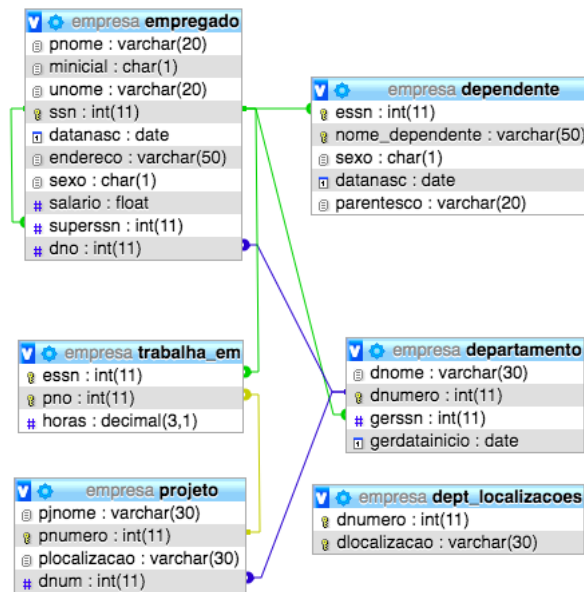 empresa empregado
pnome : varchar(20)
minicial : char(1)
unome : varchar(20)
ssn : int(11)
datanasc : date
endereco : varchar(50)
sexo : char(1)
salario : float
superssn : int(11)
dno : int(11)
empresa dependente
essn : int(11)
nome_dependente : varchar(50)
sexo : char(1)
datanasc : date
parentesco : varchar(20)
empresa trabalha_em
essn : int(11)
pno : int(11)
horas : decimal(3,1)
empresa departamento
dnome : varchar(30)
dnumero : int(11)
gerssn : int(11)
gerdatainicio : date
empresa projeto
pjnome : varchar(30)
pnumero : int(11)
plocalizacao : varchar(30)
dnum : int(11)
empresa dept_localizacoes
dnumero : int(11)
dlocalizacao : varchar(30)